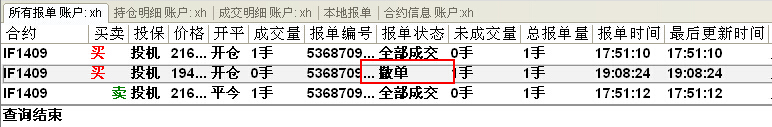 所有报单 账户: xh 持仓明细 账户: xh 成交明细 账户: xh 本地报单 合约信息 账户:xh
合约 买卖 投保 价格 开平 成交量 报单编号 报单状态 未成交量 总报单量 报单时间 最后更新时间
IF1409 买 投机 216... 开仓 1手 5368709... 全部成交 0手 1手 17:51:10 17:51:10
IF1409 买 投机 194... 开仓 0手 5368709... 撤单 1手 1手 19:08:24 19:08:24
IF1409 卖 投机 216... 平今 1手 5368709... 全部成交 0手 1手 17:51:12 17:51:12
查询结束